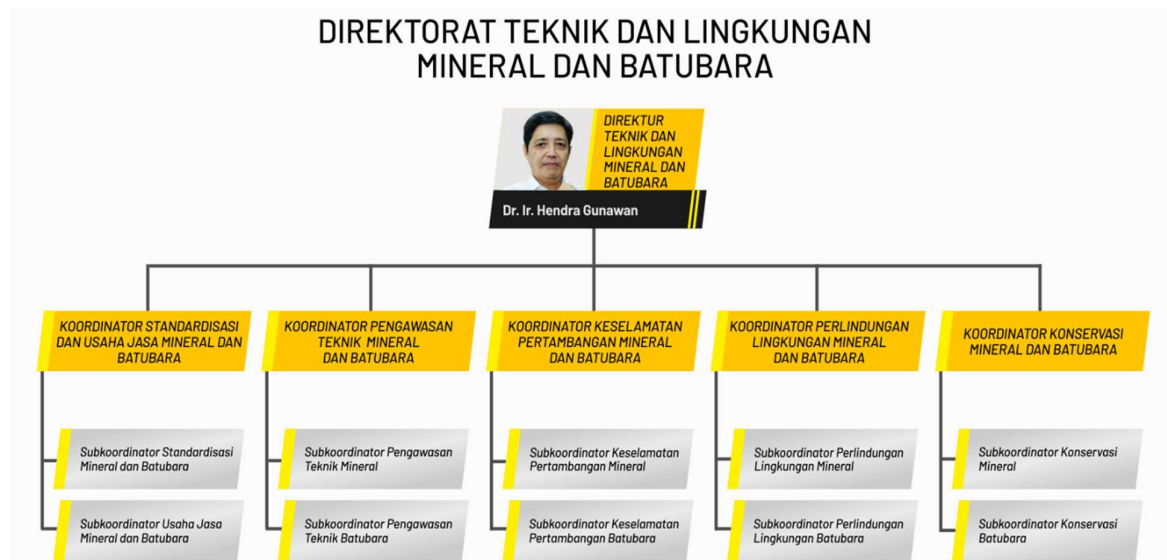 DIREKTORAT TEKNIK DAN LINGKUNGAN
MINERAL DAN BATUBARA
DIREKTUR
TEKNIK DAN
LINGKUNGAN
MINERAL DAN
BATUBARA
Dr. Ir. Hendra Gunawan
KOORDINATOR STANDARDISASI
DAN USAHA JASA MINERAL DAN
BATUBARA
KOORDINATOR PENGAWASAN
TEKNIK MINERAL
DAN BATUBARA
KOORDINATOR KESELAMATAN
PERTAMBANGAN MINERAL
DAN BATUBARA
KOORDINATOR PERLINDUNGAN
LINGKUNGAN MINERAL
DAN BATUBARA
KOORDINATOR KONSERVASI
MINERAL DAN BATUBARA
Subkoordinator Standardisasi
Mineral dan Batubara
Subkoordinator Pengawasan
Teknik Mineral
Subkoordinator Keselamatan
Pertambangan Mineral
Subkoordinator Perlindungan
Lingkungan Mineral
Subkoordinator Konservasi
Mineral
Subkoordinator Usaha Jasa
Mineral dan Batubara
Subkoordinator Pengawasan
Teknik Batubara
Subkoordinator Keselamatan
Pertambangan Batubara
Subkoordinator Perlindungan
Lingkungan Batubara
Subkoordinator Konservasi
Batubara